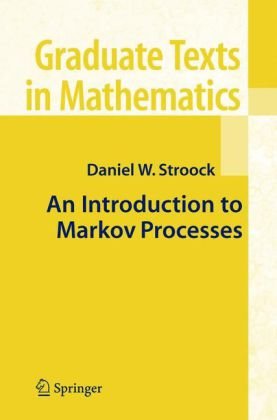 Graduate Texts
in Mathematics
Daniel W. Stroock
An Introduction to
Markov Processes
Springer